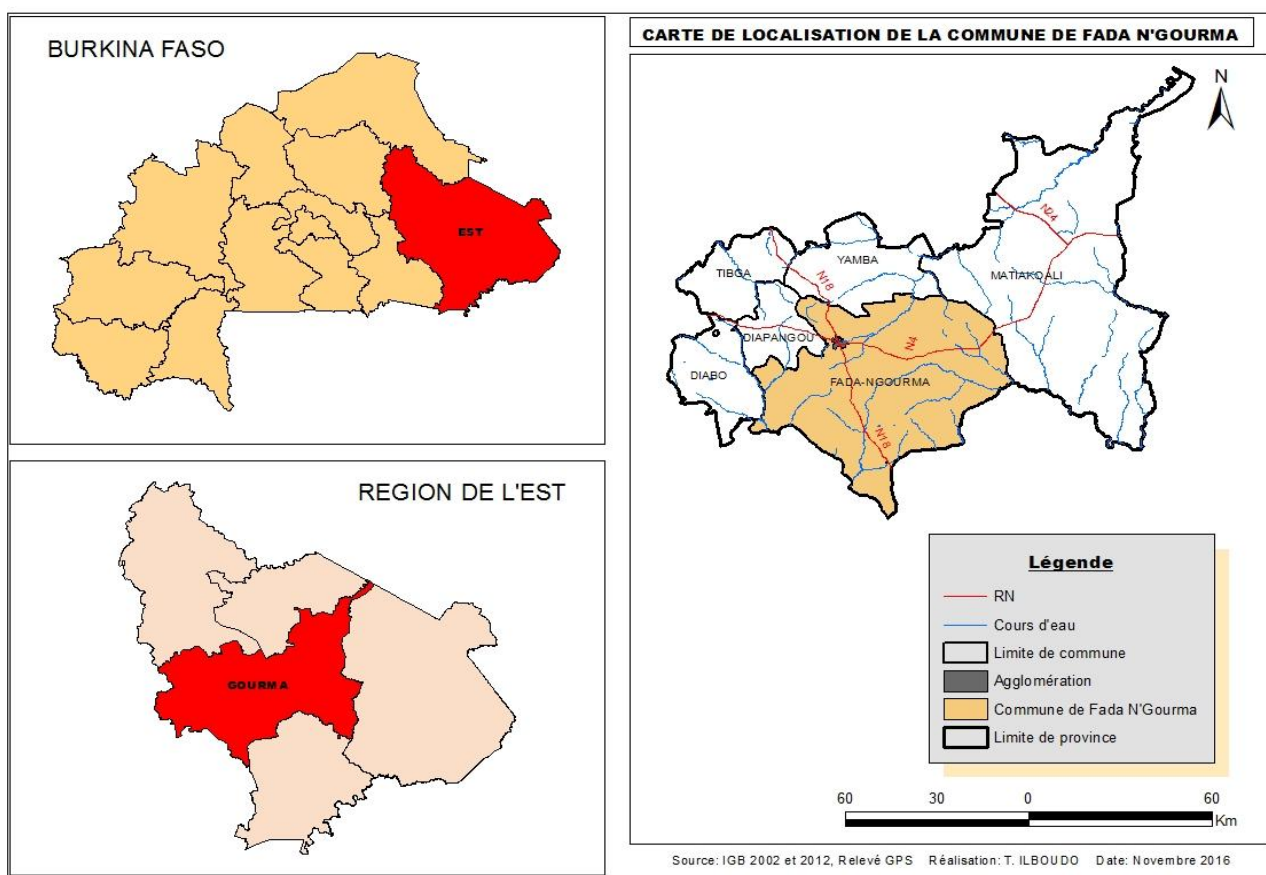 BURKINA FASO
EST
REGION DE L'EST
GOURMA
CARTE DE LOCALISATION DE LA COMMUNE DE FADA N'GOURMA
N
N24
MATIAKOALI
YAMBA
TIBGA
N18
DIAPANGOU
N4
DIABO
FADA-NGOURMA
N18
Légende
RN
Cours d'eau
Limite de commune
Agglomération
Commune de Fada N'Gourma
Limite de province
60 30 0 60
Km
Source: IGB 2002 et 2012, Relevé GPS Réalisation: T. ILBOUDO Date: Novembre 2016